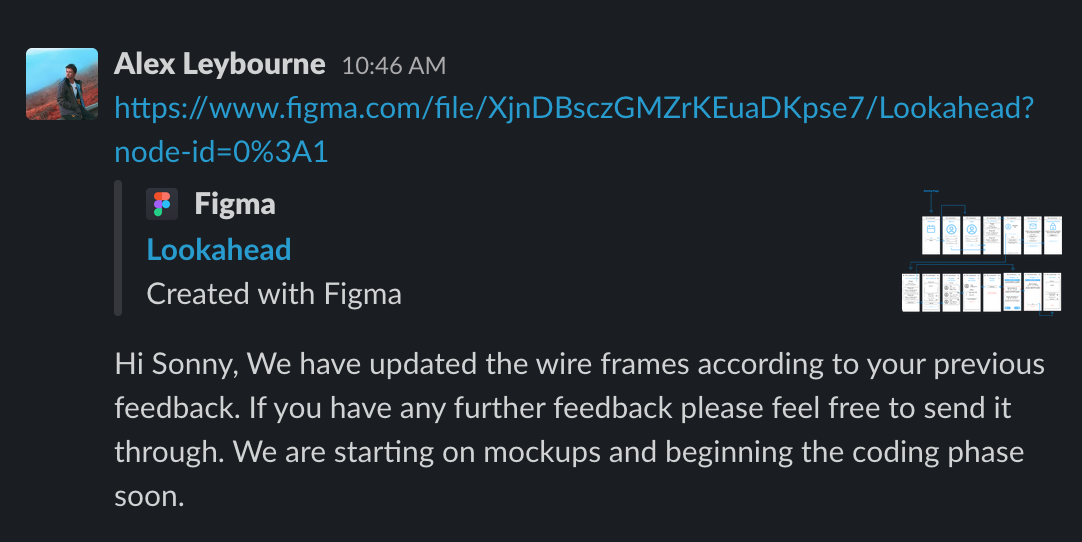 Alex Leybourne 10:46 AM
https://www.figma.com/file/XjnDBsczGMZrKEuaDKpse7/Lookahead?
node-id=0%3A1
Figma
Lookahead
Created with Figma
Hi Sonny, We have updated the wire frames according to your previous
feedback. If you have any further feedback please feel free to send it
through. We are starting on mockups and beginning the coding phase
soon.